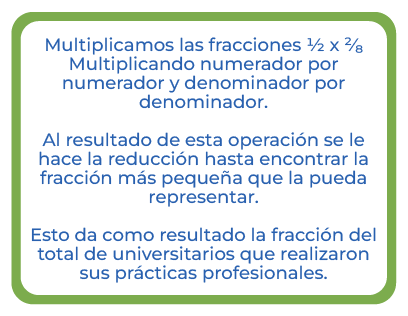 Multiplicamos las fracciones ½ x ²⁄₈
Multiplicando numerador por
numerador y denominador por
denominador.
Al resultado de esta operación se le
hace la reducción hasta encontrar la
fracción más pequeña que la pueda
representar.
Esto da como resultado la fracción del
total de universitarios que realizaron
sus prácticas profesionales.